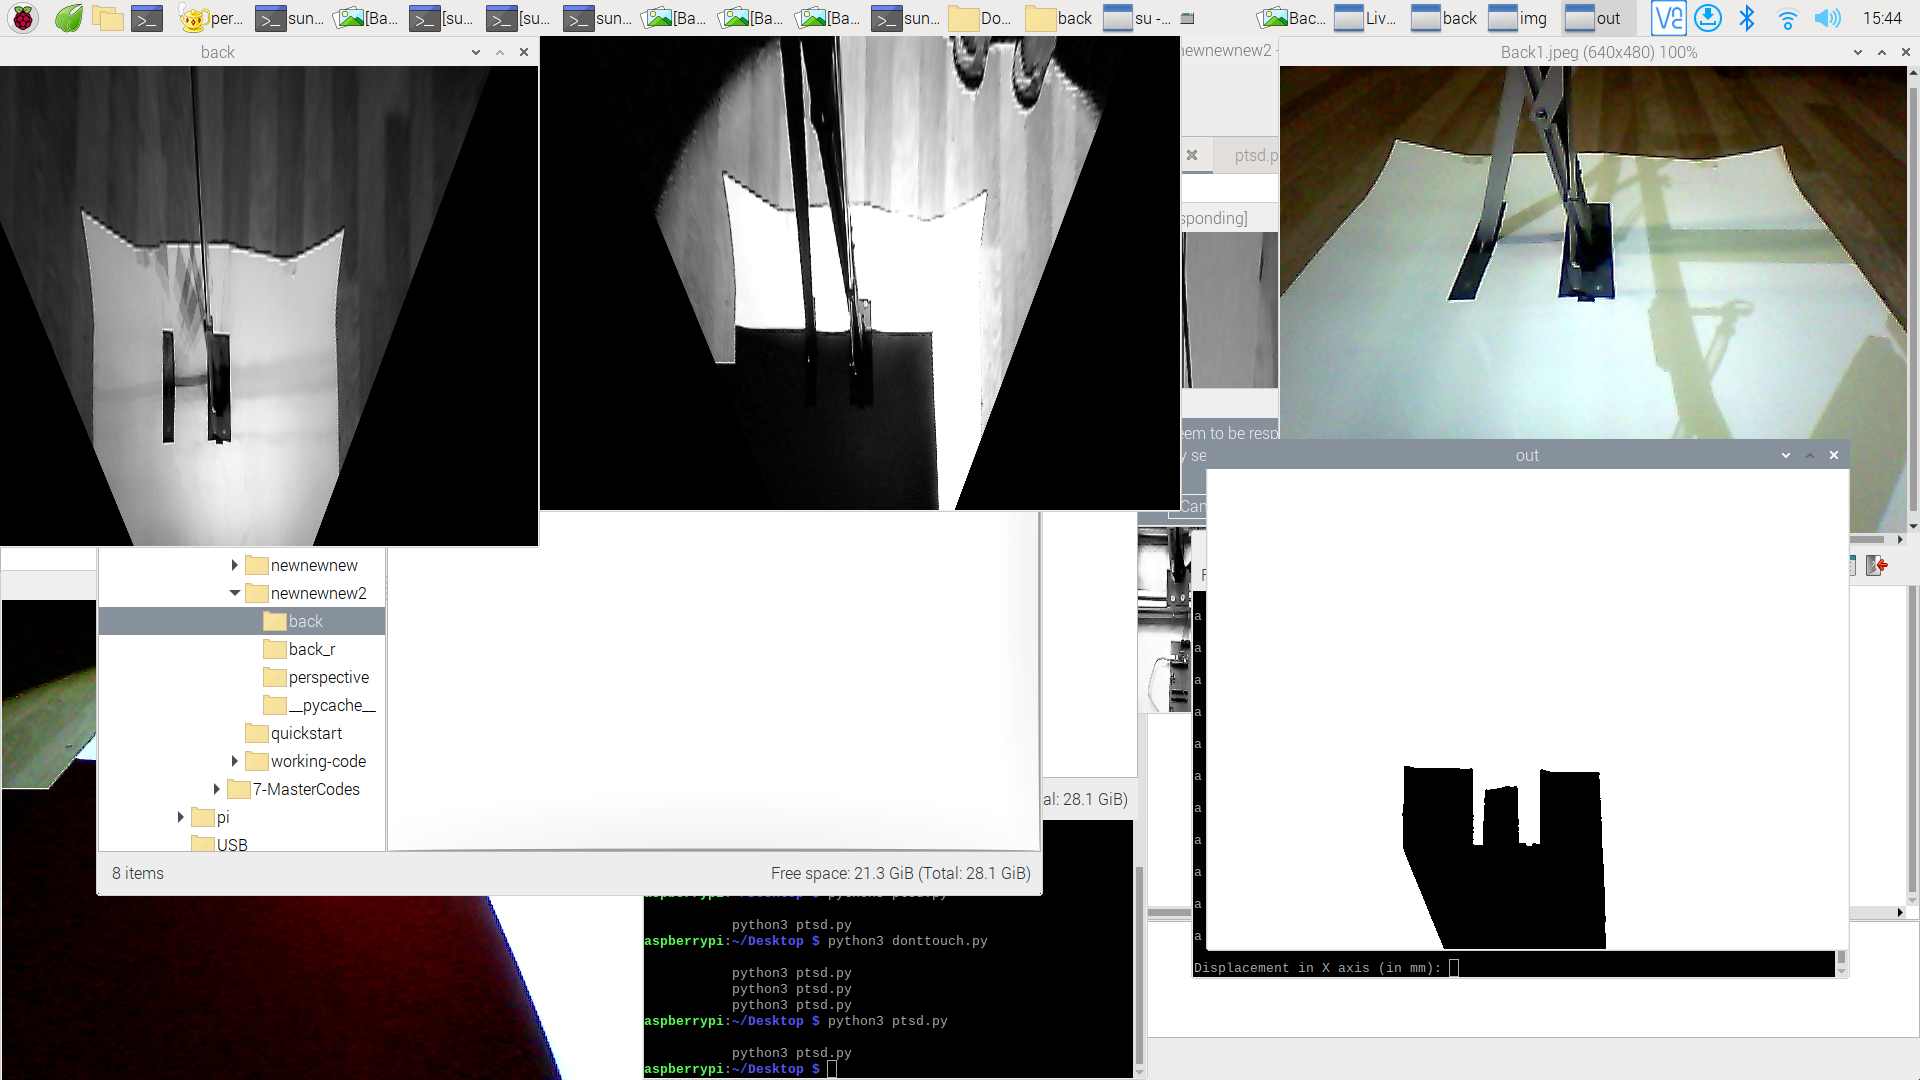 per...
sun...
[Ba...
[su...
[su...
sun...
[Ba...
[Ba...
[Ba...
sun...
Do...
back
su -...
Bac...
Liv...
back
img
out
15:44
back
newnewnew2 -
Back1.jpeg (640x480) 100%
ptsd.p
sponding]
eem to be resp
y se
Can
out
newnewnew
newnewnew2
back
back_r
perspective
__pycache__
quickstart
working-code
7-MasterCodes
pi
USB
8 items
Free space: 21.3 GiB (Total: 28.1 GiB)
al: 28.1 GiB)
python3 ptsd.py
aspberrypi:~/Desktop $ python3 donttouch.py
python3 ptsd.py
python3 ptsd.py
python3 ptsd.py
aspberrypi:~/Desktop $ python3 ptsd.py
python3 ptsd.py
aspberrypi:~/Desktop $
a
a
a
a
a
a
a
a
a
a
a
Displacement in X axis (in mm):